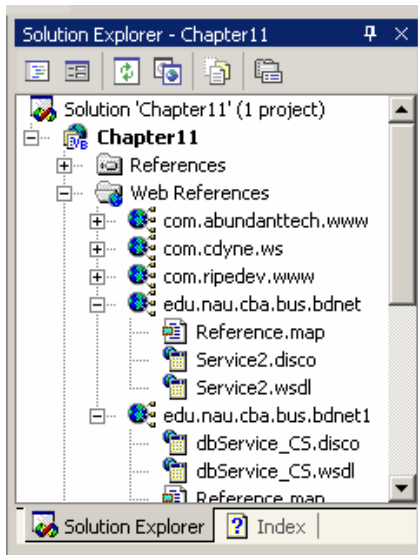 Solution Explorer - Chapter11
Solution 'Chapter11' (1 project)
Chapter11
References
Web References
com.abundanttech.www
com.cdyne.ws
com.ripedev.www
edu.nau.cba.bus.bdnet
Reference.map
Service2.disco
Service2.wsdl
edu.nau.cba.bus.bdnet1
dbService_CS.disco
dbService_CS.wsdl
Reference.map
Solution Explorer
Index